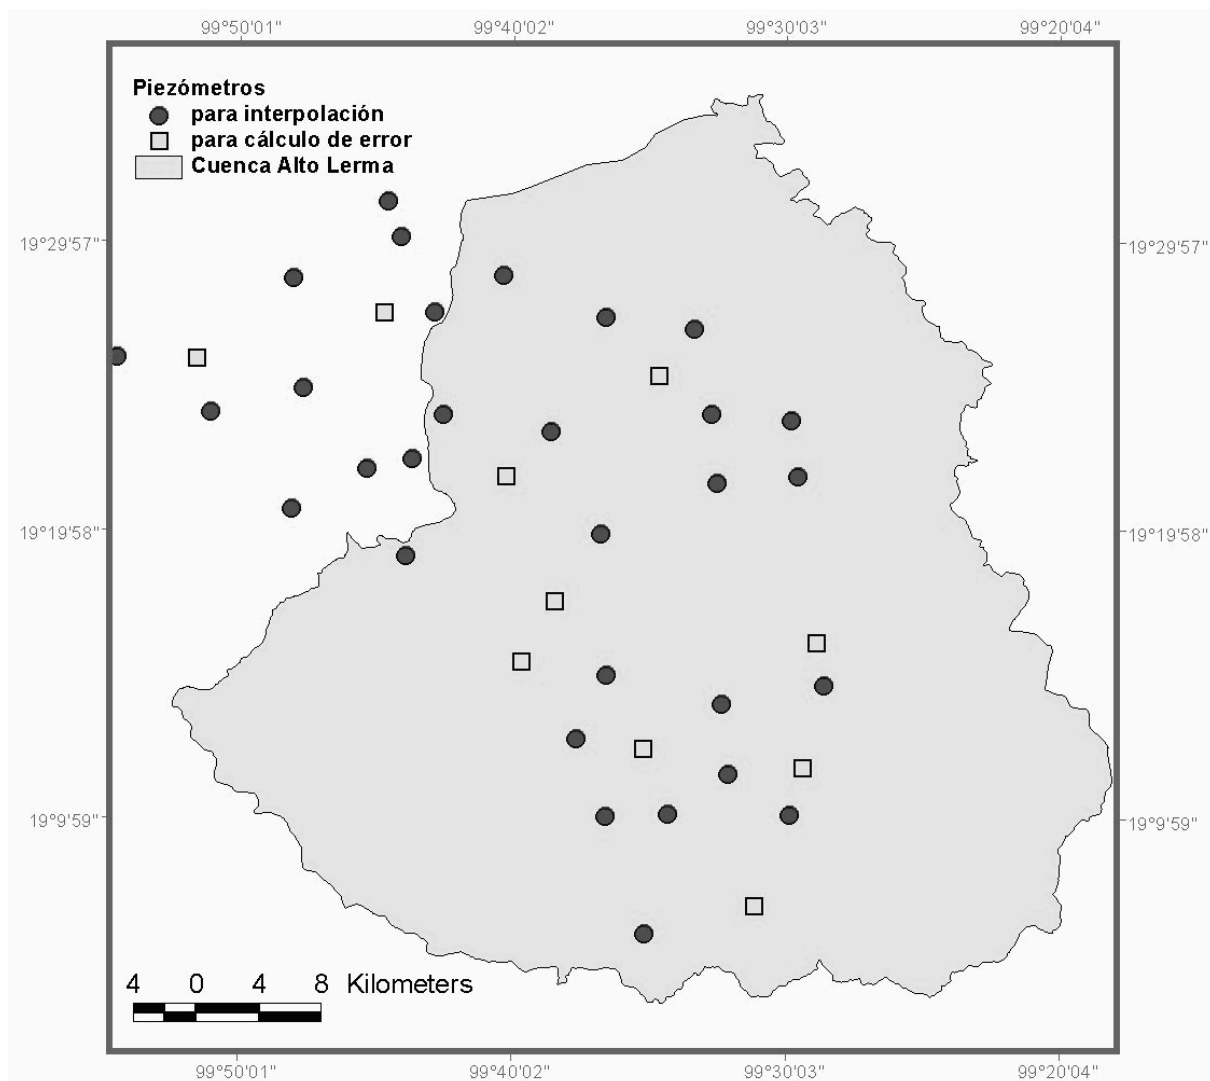 99°50'01" 99°40'02" 99°30'03" 99°20'04"
Piezómetros
para interpolación
para cálculo de error
Cuenca Alto Lerma
19°29'57" 19°29'57"
19°19'58" 19°19'58"
19°9'59" 19°9'59"
4 0 4 8 Kilometers
99°50'01" 99°40'02" 99°30'03" 99°20'04"